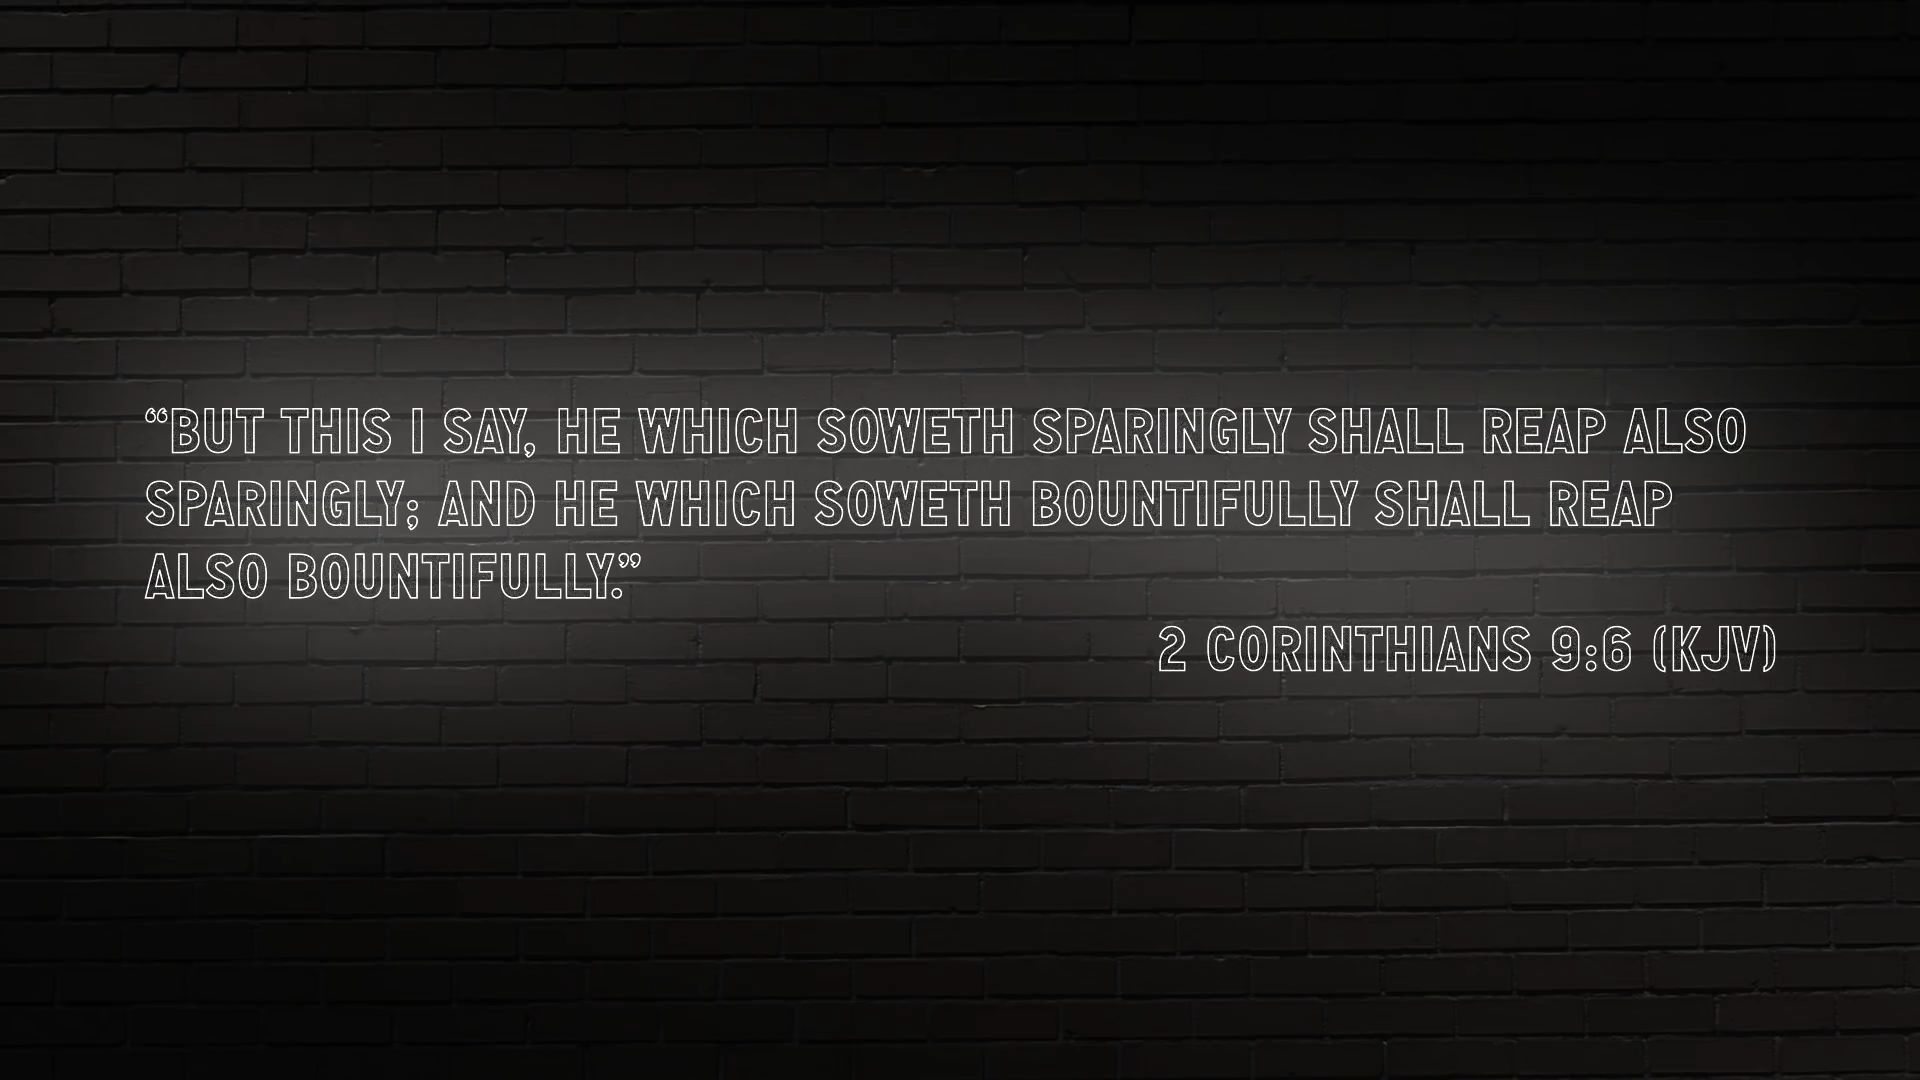 “BUT THIS I SAY, HE WHICH SOWETH SPARINGLY SHALL REAP ALSO
SPARINGLY; AND HE WHICH SOWETH BOUNTIFULLY SHALL REAP
ALSO BOUNTIFULLY.”
2 CORINTHIANS 9:6 (KJV)